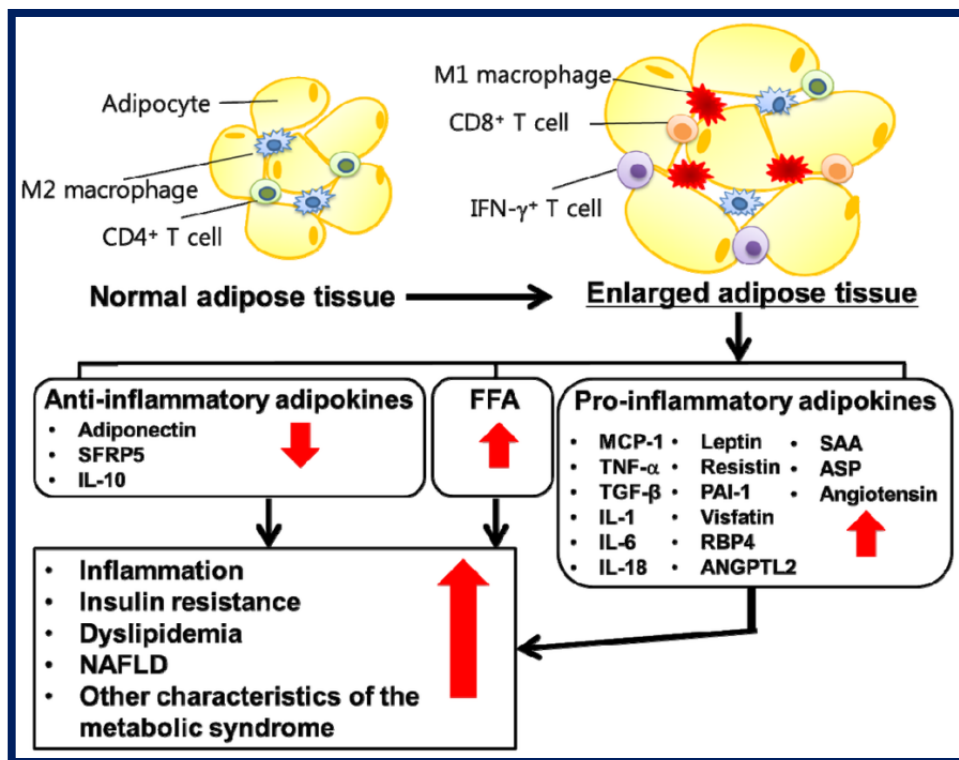 Adipocyte
M2 macrophage
CD4+ T cell
M1 macrophage
CD8+ T cell
IFN-γ+ T cell
Normal adipose tissue
Enlarged adipose tissue
Anti-inflammatory adipokines
• Adiponectin
• SFRP5
• IL-10
FFA
Pro-inflammatory adipokines
• MCP-1
• TNF-α
• TGF-β
• IL-1
• IL-6
• IL-18
• Leptin
• Resistin
• PAI-1
• Visfatin
• RBP4
• ANGPTL2
• SAA
• ASP
• Angiotensin
• Inflammation
• Insulin resistance
• Dyslipidemia
• NAFLD
• Other characteristics of the
metabolic syndrome